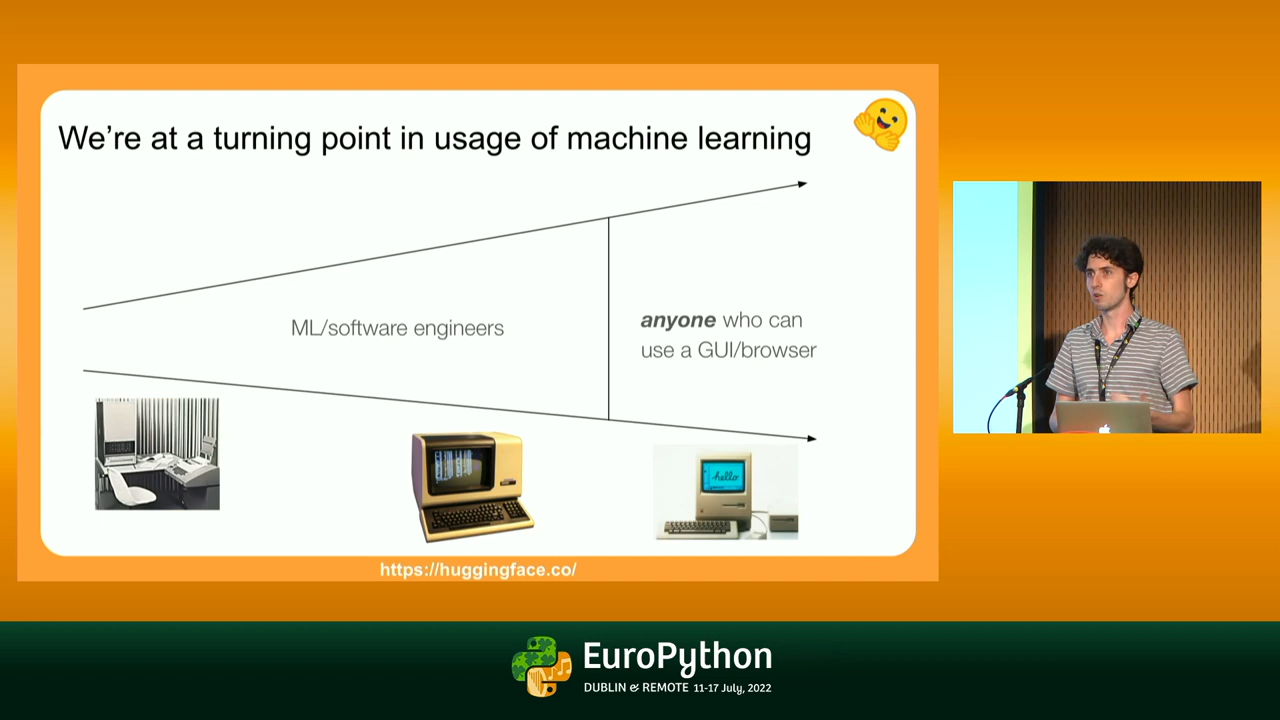 We're at a turning point in usage of machine learning
ML/software engineers
anyone who can
use a GUI/browser
hello
https://huggingface.co/
EuroPython
DUBLIN & REMOTE 11-17 July, 2022